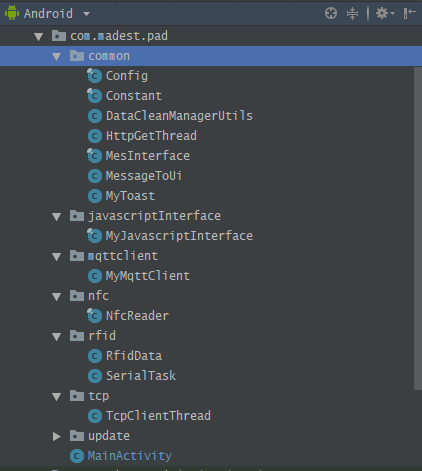 Android
com.madest.pad
common
Config
Constant
DataCleanManagerUtils
HttpGetThread
MesInterface
MessageToUi
MyToast
javascriptInterface
MyJavascriptInterface
mqttclient
MyMqttClient
nfc
NfcReader
rfid
RfidData
SerialTask
tcp
TcpClientThread
update
MainActivity